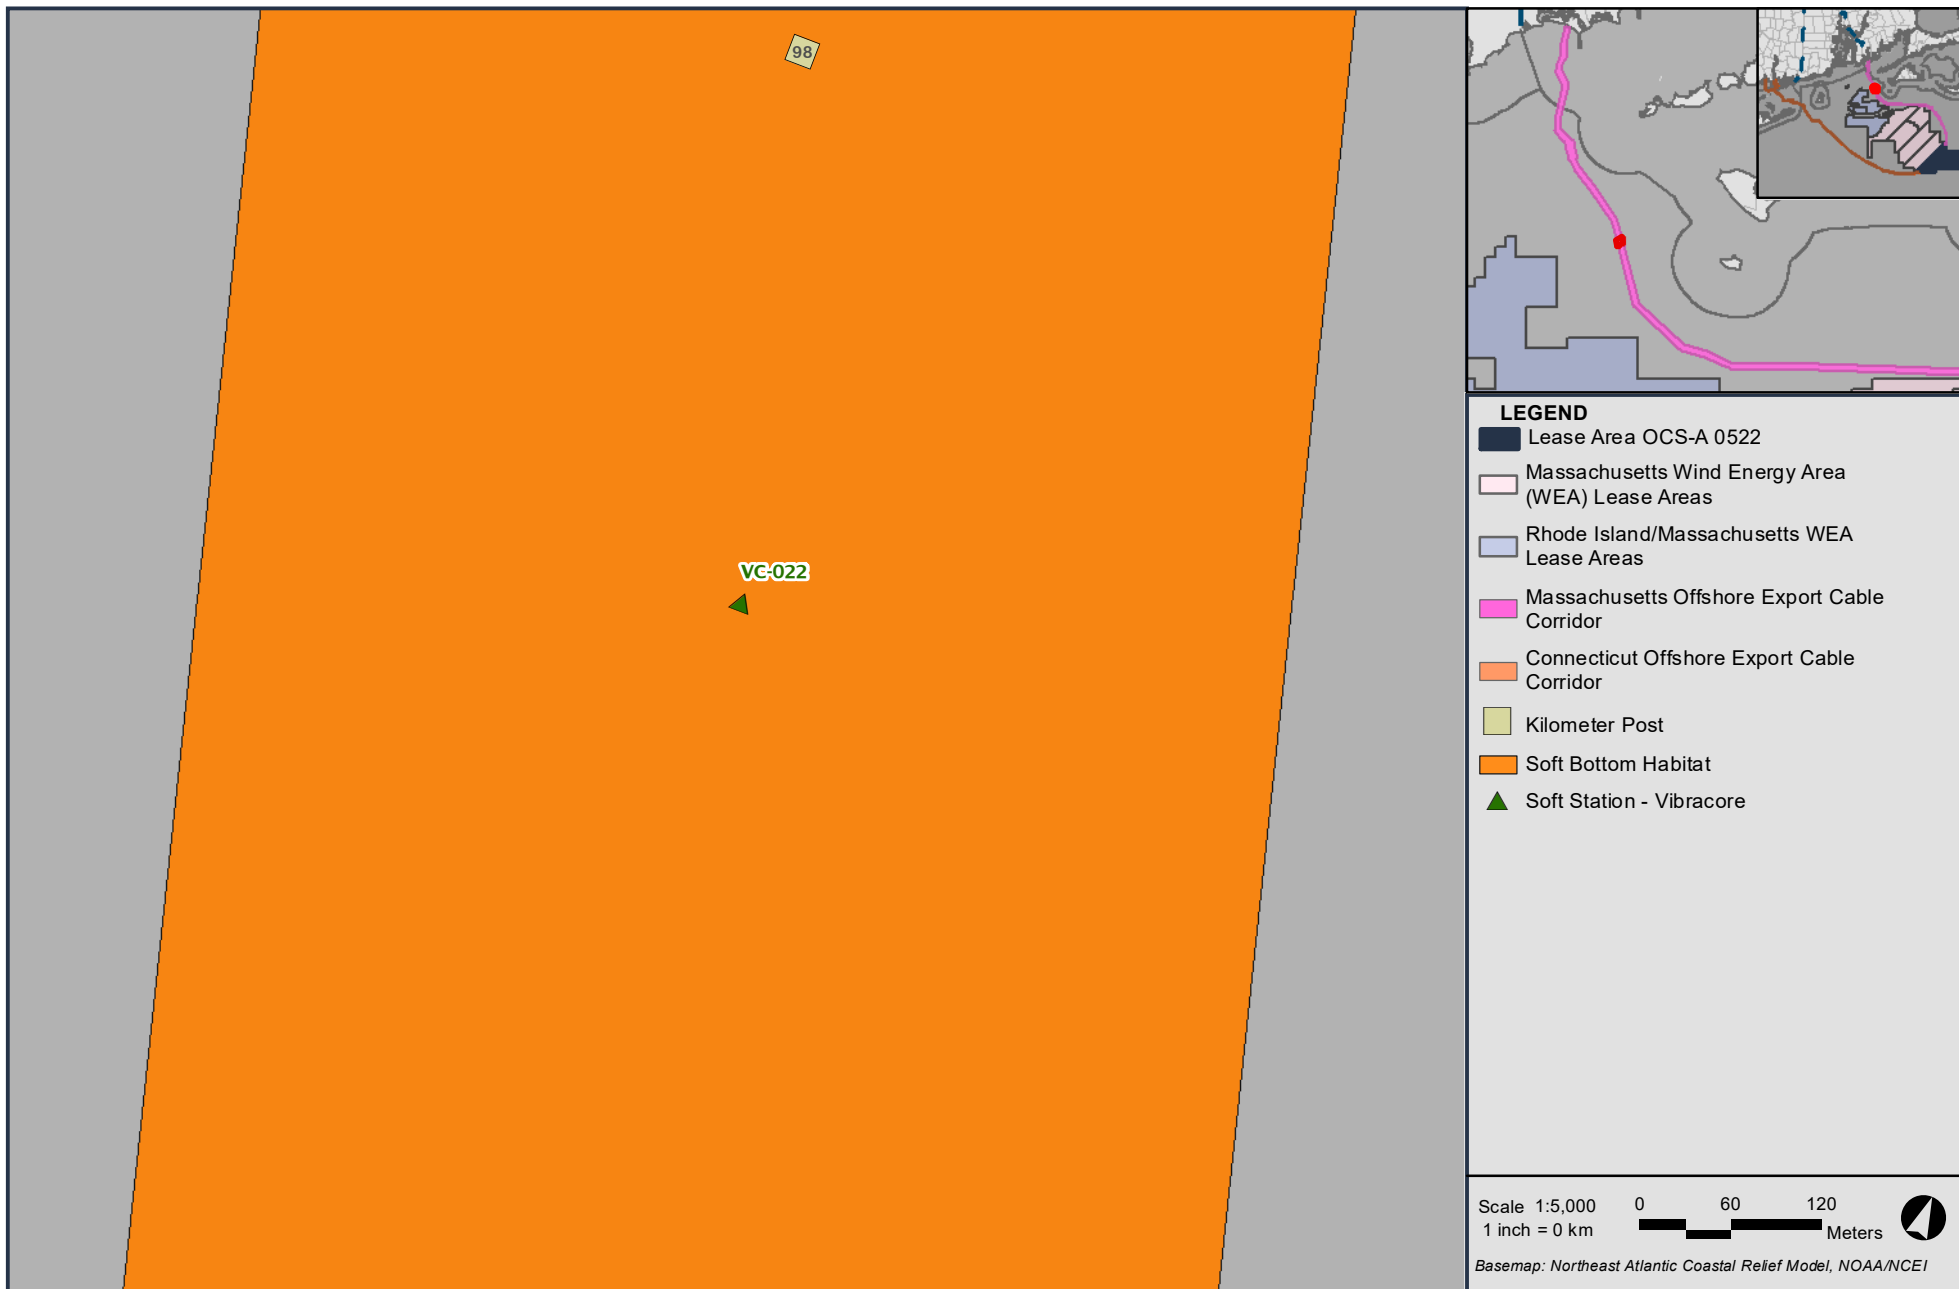 98
VC-022
LEGEND
Lease Area OCS-A 0522
Massachusetts Wind Energy Area
(WEA) Lease Areas
Rhode Island/Massachusetts WEA
Lease Areas
Massachusetts Offshore Export Cable
Corridor
Connecticut Offshore Export Cable
Corridor
Kilometer Post
Soft Bottom Habitat
Soft Station - Vibracore
Scale 1:5,000
1 inch = 0 km
0 60 120
Meters
Basemap: Northeast Atlantic Coastal Relief Model, NOAA/NCEI